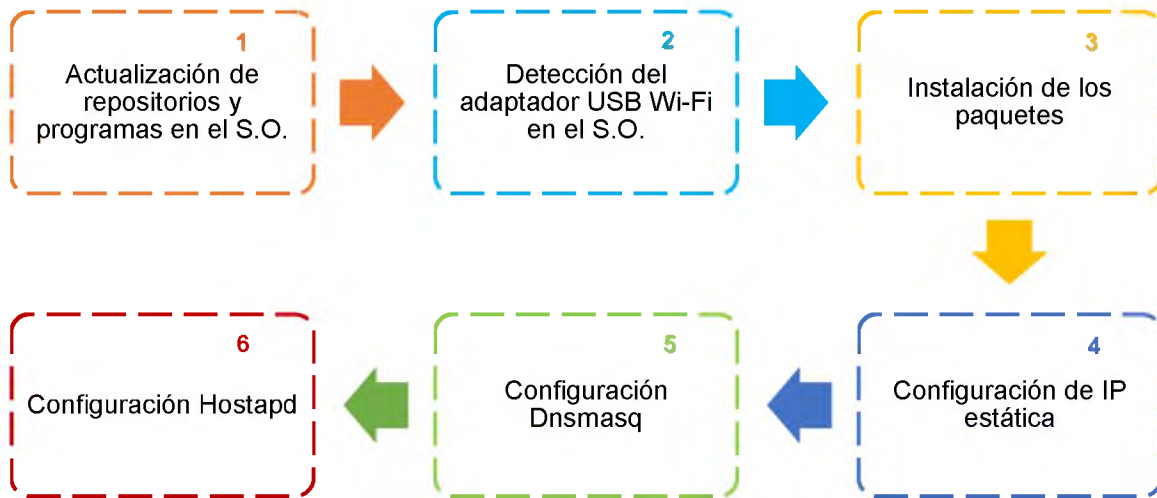 1
Actualización de
repositorios y
programas en el S.O.
2
Detección del
adaptador USB Wi-Fi
en el S.O.
3
Instalación de los
paquetes
4
Configuración de IP
estática
5
Configuración
Dnsmasq
6
Configuración Hostapd